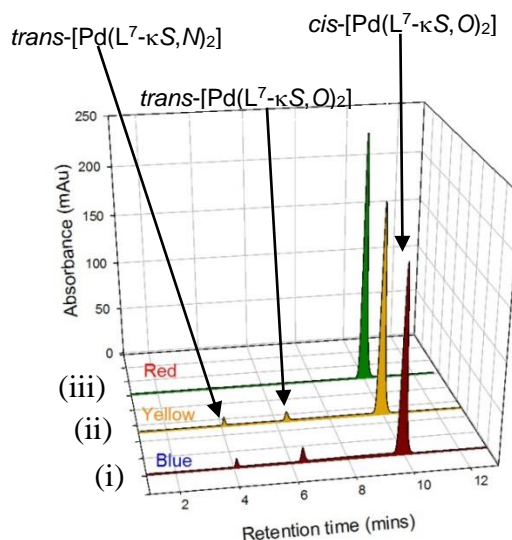 trans-[Pd(L⁷-κS,N)₂]
cis-[Pd(L⁷-κS,O)₂]
trans-[Pd(L⁷-κS,O)₂]
Absorbance (mAu)
250
200
150
100
50
0
(iii) Red
(ii) Yellow
(i) Blue
2
4
6
8
10
12
Retention time (mins)